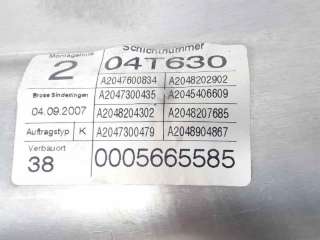 Montagelinie Schichtnummer
2 04T630
A2047600834 A2048202902
Brose Sindelfingen A2047300435 A2045406609
04.09.2007 A2048204302 A2048207685
Auftragstyp K A2047300479 A2048904867
Verbauort
38 0005665585